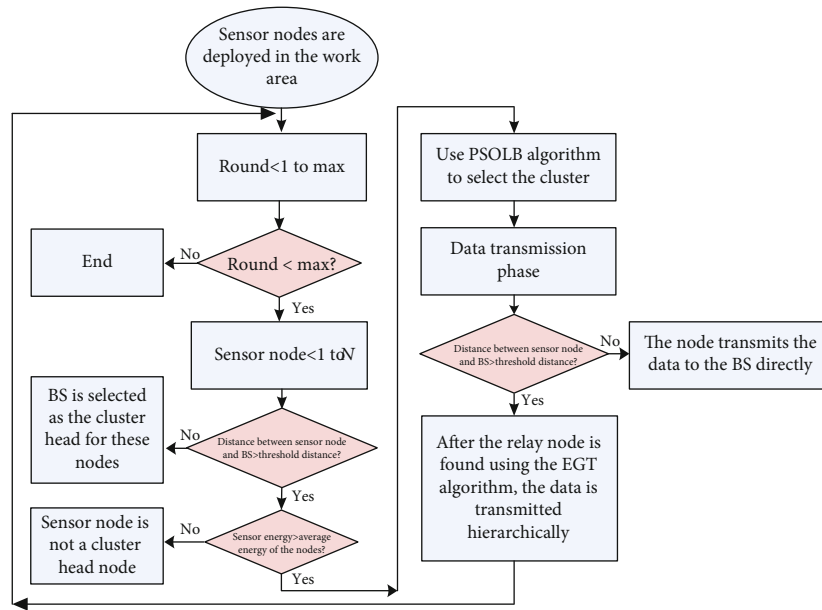 Sensor nodes are
deployed in the work
area
Round<1 to max
Round < max?
No
End
Yes
Sensor node<1 to N
Distance between sensor node
and BS>threshold distance?
No
BS is selected
as the cluster
head for these
nodes
Yes
Sensor energy>average
energy of the nodes?
No
Sensor node is
not a cluster
head node
Yes
Use PSOLB algorithm
to select the cluster
Data transmission
phase
Distance between sensor node
and BS>threshold distance?
No
The node transmits the
data to the BS directly
Yes
After the relay node is
found using the EGT
algorithm, the data is
transmitted
hierarchically